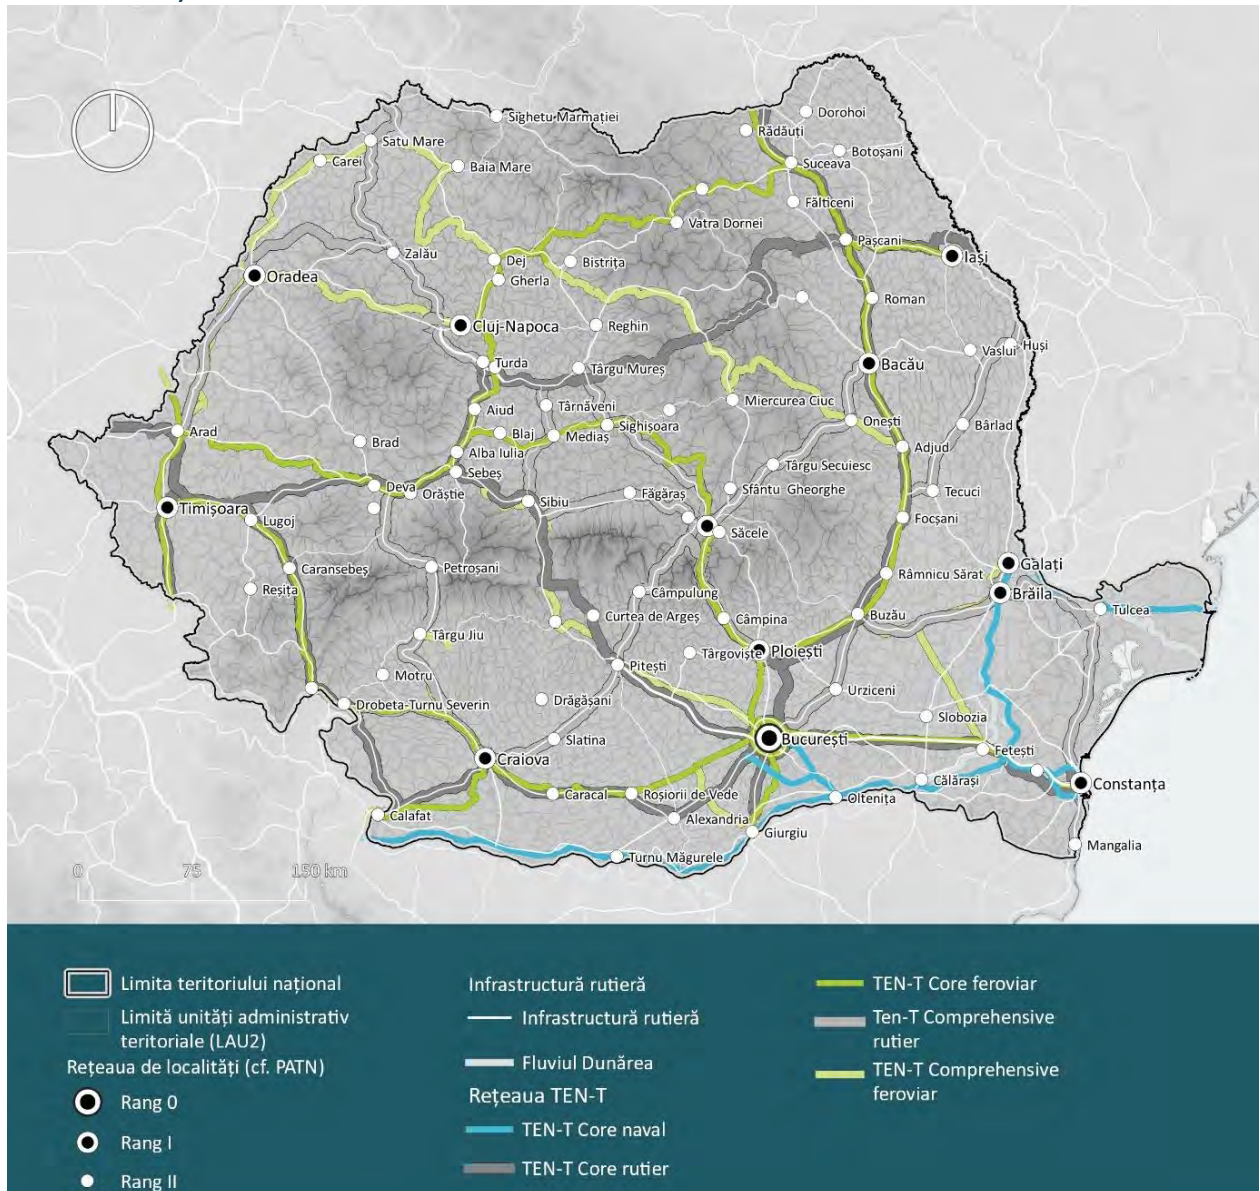 Sighetu Marmației
Dorohoi
Rădăuți
Satu Mare
Botoșani
Carei
Baia Mare
Suceava
Fălticeni
Vatra Dornei
Pașcani
Zalău
Dej
Bistrița
Iași
Oradea
Gherla
Roman
Cluj-Napoca
Reghin
Huși
Vaslui
Turda
Târgu Mureș
Bacău
Miercurea Ciuc
Aiud
Târnăveni
Onești
Bârlad
Arad
Brad
Blaj
Mediaș
Sighișoara
Adjud
Alba Iulia
Târgu Secuiesc
Sebeș
Deva
Orăștie
Sibiu
Făgăraș
Sfântu Gheorghe
Tecuci
Timișoara
Lugoj
Săcele
Focșani
Caransebeș
Petroșani
Galați
Râmnicu Sărat
Reșița
Câmpulung
Brăila
Curtea de Argeș
Câmpina
Buzău
Tulcea
Târgu Jiu
Târgoviște
Ploiești
Pitești
Motru
Urziceni
Drobeta-Turnu Severin
Drăgășani
Slobozia
Slatina
București
Fetești
Craiova
Călărași
Constanța
Caracal
Roșiorii de Vede
Oltenița
Calafat
Alexandria
Giurgiu
Mangalia
Turnu Măgurele
0 75 150 km
Limita teritoriului național
Limită unități administrativ
teritoriale (LAU2)
Rețeaua de localități (cf. PATN)
Rang 0
Rang I
Rang II
Infrastructură rutieră
Infrastructură rutieră
Fluviul Dunărea
Rețeaua TEN-T
TEN-T Core naval
TEN-T Core rutier
TEN-T Core feroviar
Ten-T Comprehensive
rutier
TEN-T Comprehensive
feroviar